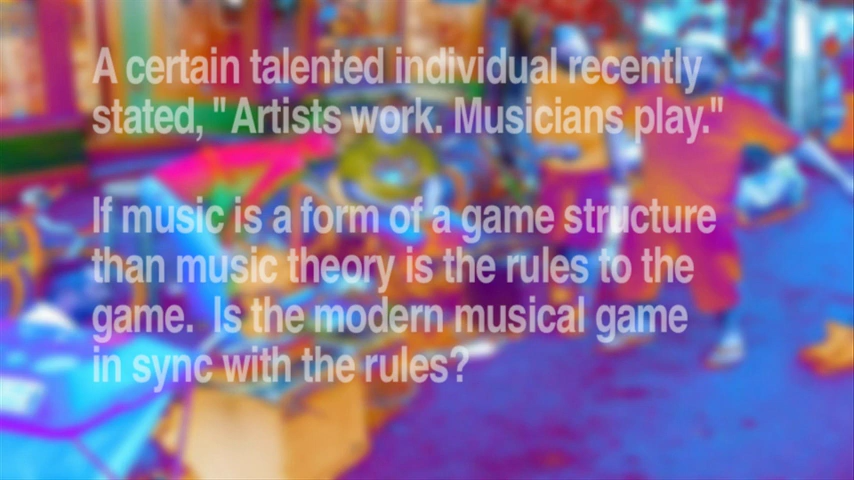 A certain talented individual recently
stated, "Artists work. Musicians play."
If music is a form of a game structure
than music theory is the rules to the
game.  Is the modern musical game
in sync with the rules?